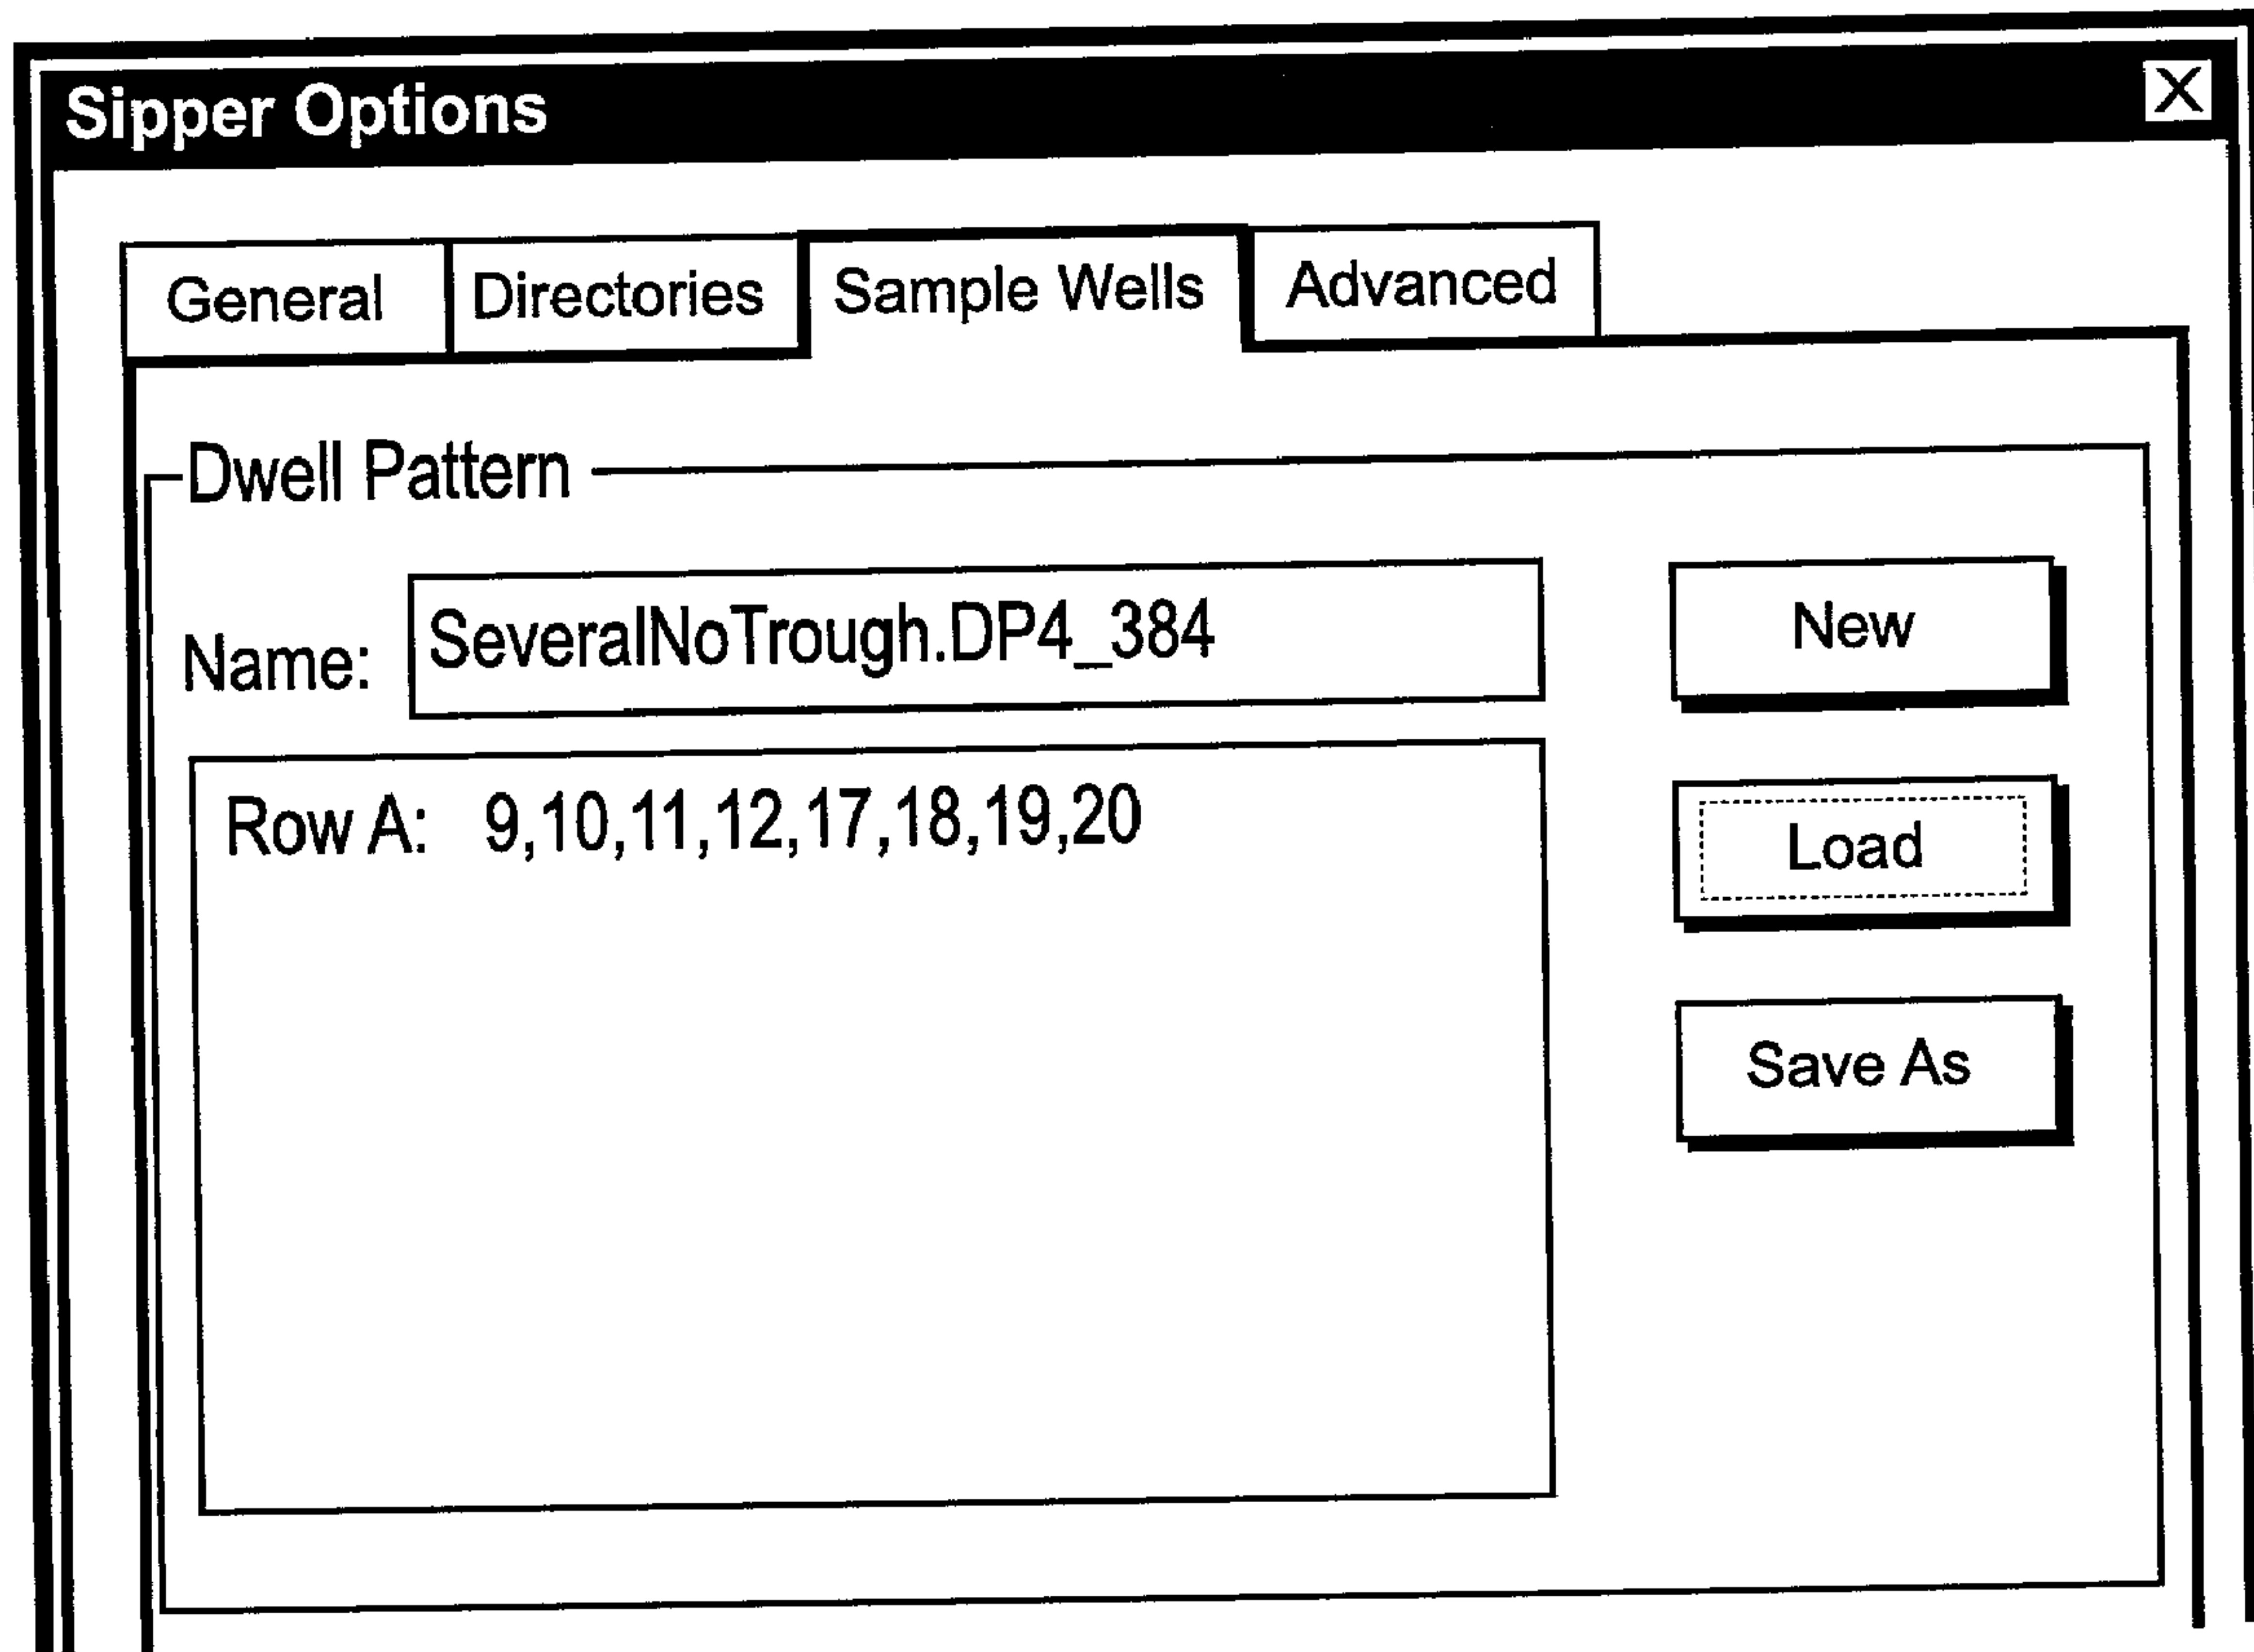 Sipper Options X
General Directories Sample Wells Advanced
Dwell Pattern
Name: SeveralNoTrough.DP4_384 New
Row A: 9,10,11,12,17,18,19,20
Load
Save As